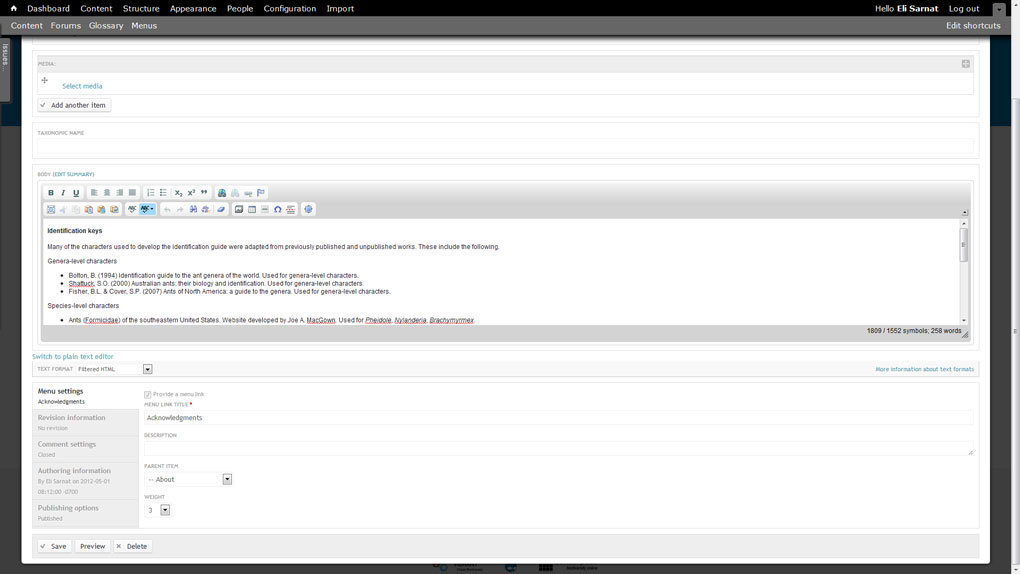 Dashboard Content Structure Appearance People Configuration Import Hello Eli Sarnat Log out
Content Forums Glossary Menus Edit shortcuts
Issues...
MEDIA:
Select media
Add another item
TAXONOMIC NAME
BODY (EDIT SUMMARY)
B I U X₂ X² ABC ABC
Identification keys
Many of the characters used to develop the identification guide were adapted from previously published and unpublished works. These include the following.
Genera-level characters
Bolton, B. (1994) Identification guide to the ant genera of the world. Used for genera-level characters.
Shattuck, S.O. (2000) Australian ants: their biology and identification. Used for genera-level characters.
Fisher, B.L. & Cover, S.P. (2007) Ants of North America: a guide to the genera. Used for genera-level characters.
Species-level characters
Ants (Formicidae) of the southeastern United States. Website developed by Joe A. MacGown. Used for Pheidole, Nylanderia, Brachymyrmex
1809 / 1552 symbols; 258 words
Switch to plain text editor
TEXT FORMAT Filtered HTML More information about text formats
Menu settings
Acknowledgments
Provide a menu link
MENU LINK TITLE *
Acknowledgments
Revision information
No revision
DESCRIPTION
Comment settings
Closed
PARENT ITEM
-- About
Authoring information
By Eli Sarnat on 2012-05-01
08:12:00 -0700
WEIGHT
3
Publishing options
Published
Save Preview Delete